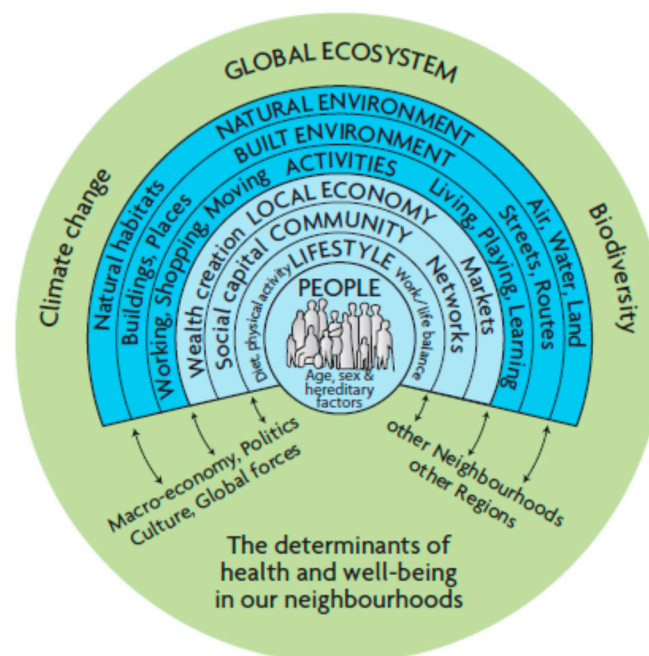 GLOBAL ECOSYSTEM
Climate change
Biodiversity
NATURAL ENVIRONMENT
Natural habitats
Air, Water, Land
BUILT ENVIRONMENT
Buildings, Places
Streets, Routes
ACTIVITIES
Working, Shopping, Moving
Living, Playing, Learning
LOCAL ECONOMY
Wealth creation
Markets
COMMUNITY
Social capital
Networks
LIFESTYLE
Diet, physical activity
Work/life balance
PEOPLE
Age, sex &
hereditary
factors
Macro-economy, Politics
Culture, Global forces
other Neighbourhoods
other Regions
The determinants of
health and well-being
in our neighbourhoods